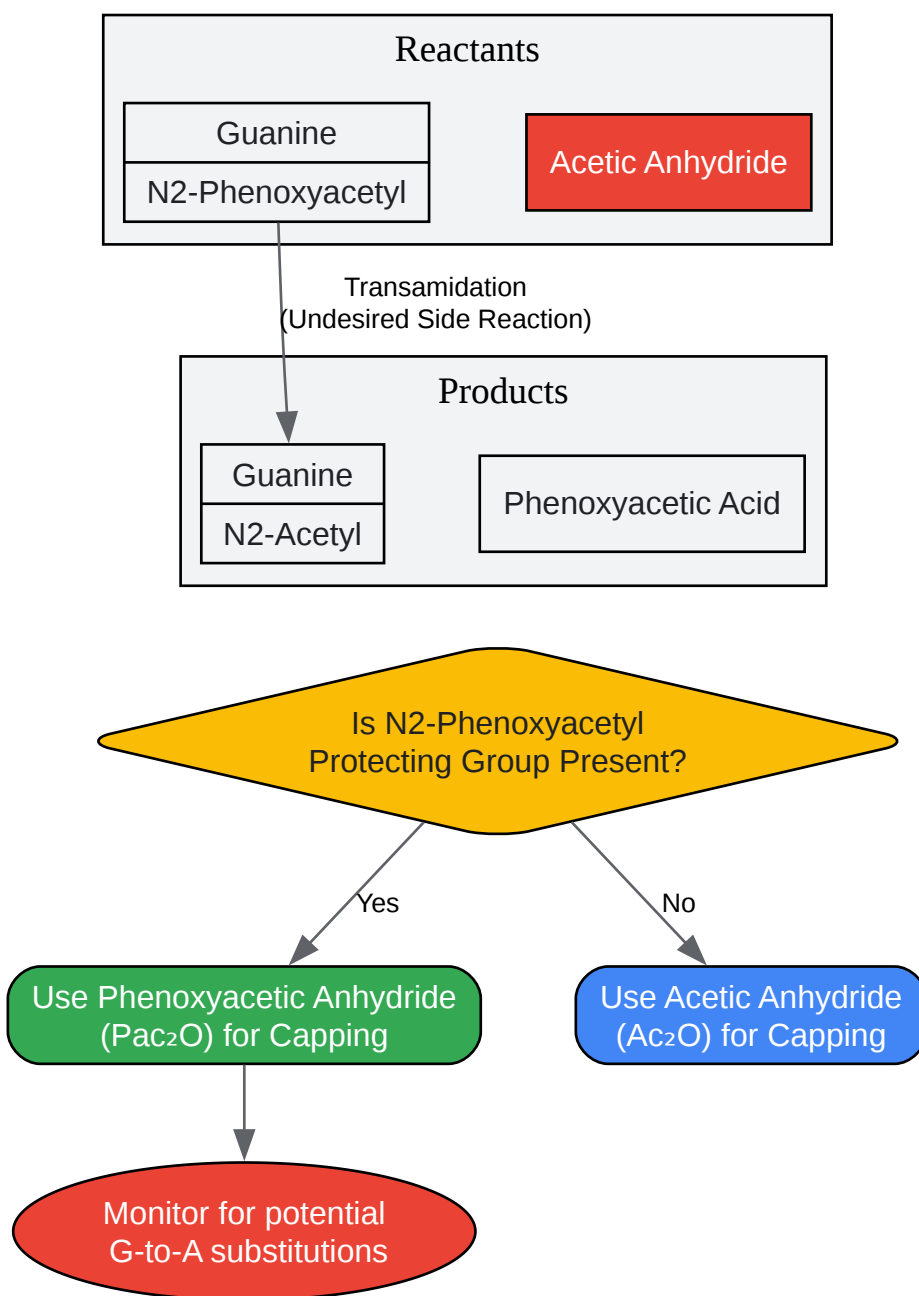 Reactants
Guanine
N2-Phenoxyacetyl
Acetic Anhydride
Transamidation
(Undesired Side Reaction)
Products
Guanine
N2-Acetyl
Phenoxyacetic Acid
Is N2-Phenoxyacetyl
Protecting Group Present?
Yes
No
Use Phenoxyacetic Anhydride
(Pac₂O) for Capping
Use Acetic Anhydride
(Ac₂O) for Capping
Monitor for potential
G-to-A substitutions